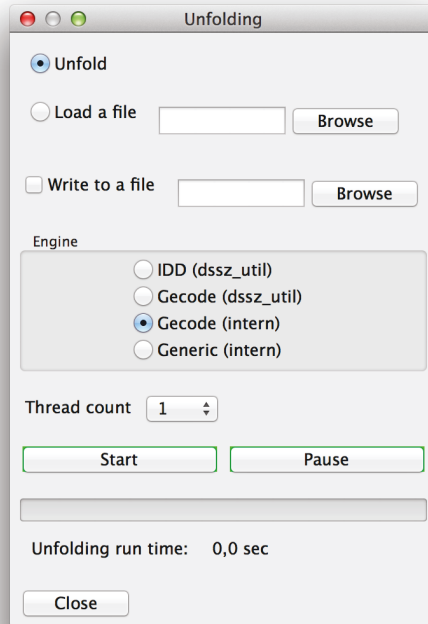 Unfolding
Unfold
Load a file Browse
Write to a file Browse
Engine
IDD (dssz_util)
Gecode (dssz_util)
Gecode (intern)
Generic (intern)
Thread count 1
Start Pause
Unfolding run time: 0,0 sec
Close